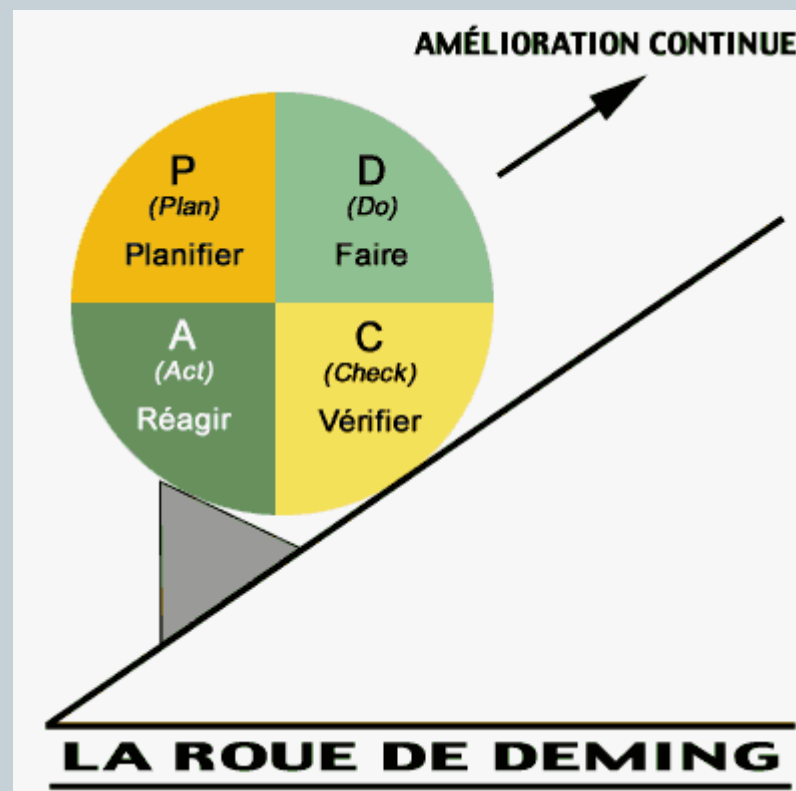 AMÉLIORATION CONTINUE
P
(Plan)
Planifier
D
(Do)
Faire
A
(Act)
Réagir
C
(Check)
Vérifier
LA ROUE DE DEMING